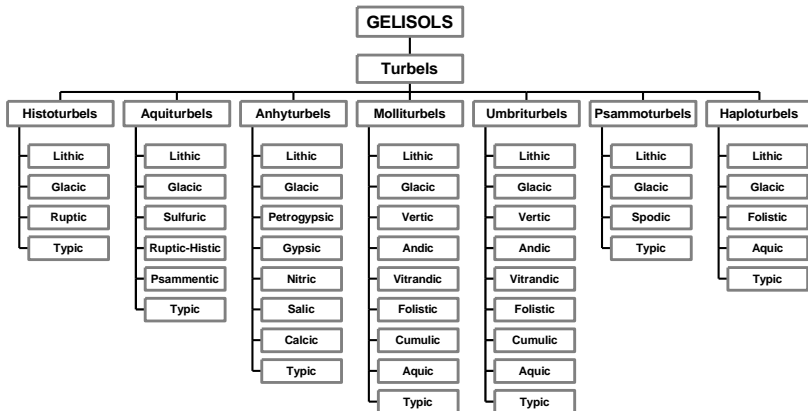 GELISOLS
Turbels
Histoturbels
Lithic
Glacic
Ruptic
Typic
Aquiturbels
Lithic
Glacic
Sulfuric
Ruptic-Histic
Psammentic
Typic
Anhyturbels
Lithic
Glacic
Petrogypsic
Gypsic
Nitric
Salic
Calcic
Typic
Molliturbels
Lithic
Glacic
Vertic
Andic
Vitrandic
Folistic
Cumulic
Aquic
Typic
Umbriturbels
Lithic
Glacic
Vertic
Andic
Vitrandic
Folistic
Cumulic
Aquic
Typic
Psammoturbels
Lithic
Glacic
Spodic
Typic
Haploturbels
Lithic
Glacic
Folistic
Aquic
Typic